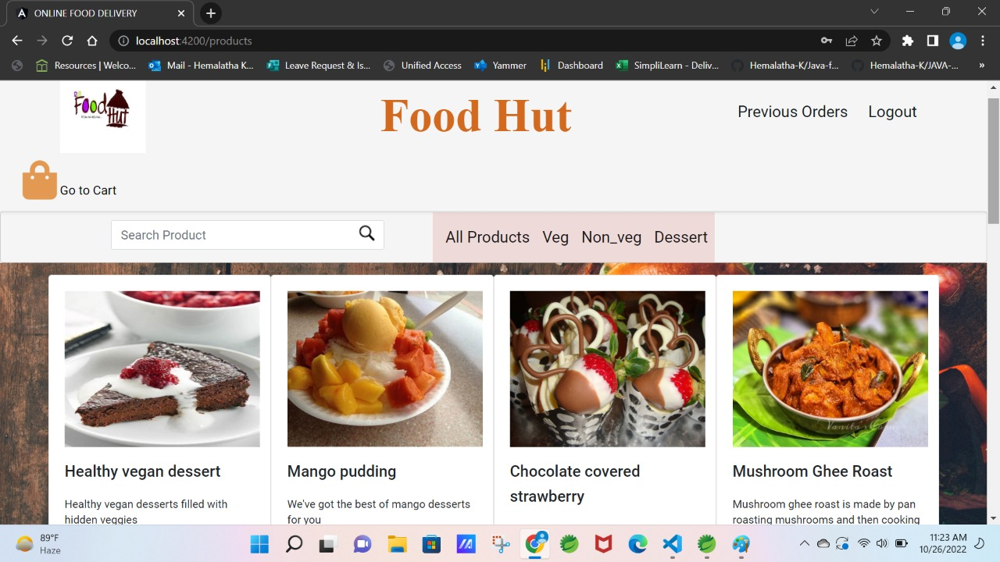 ONLINE FOOD DELIVERY
localhost:4200/products
Resources | Welco...
Mail - Hemalatha K...
Leave Request & Is...
Unified Access
Yammer
Dashboard
SimpliLearn - Deliv...
Hemalatha-K/Java-f...
Hemalatha-K/JAVA-...
»
Food
Hut
Food Hut
Previous Orders
Logout
Go to Cart
Search Product
All Products
Veg
Non_veg
Dessert
Healthy vegan dessert
Healthy vegan desserts filled with
hidden veggies
Mango pudding
We've got the best of mango desserts
for you
Chocolate covered
strawberry
Mushroom Ghee Roast
Mushroom ghee roast is made by pan
roasting mushrooms and then cooking
89°F
Haze
11:23 AM
10/26/2022